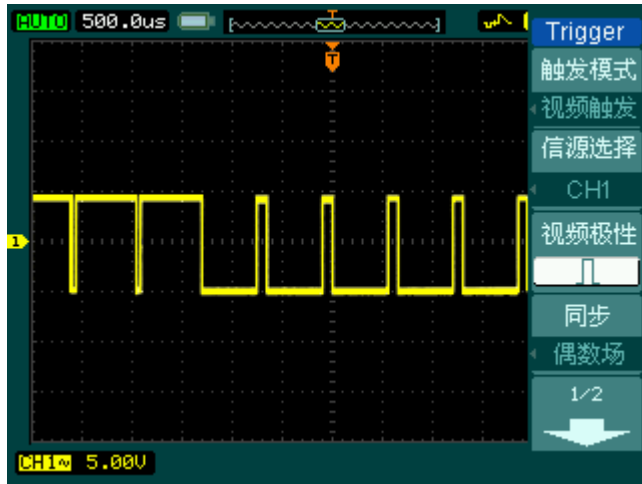 AUTO 500.0us
T
Trigger
触发模式
视频触发
信源选择
CH1
视频极性
同步
偶数场
1/2
1
CH1~ 5.00V